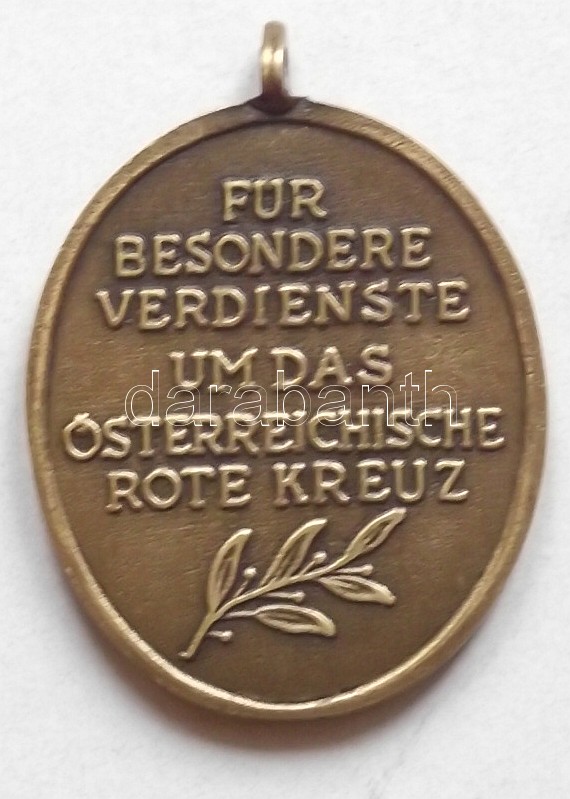 FÜR
BESONDERE
VERDIENSTE
UM DAS
darabanth
ÖSTERREICHISCHE
ROTE KREUZ